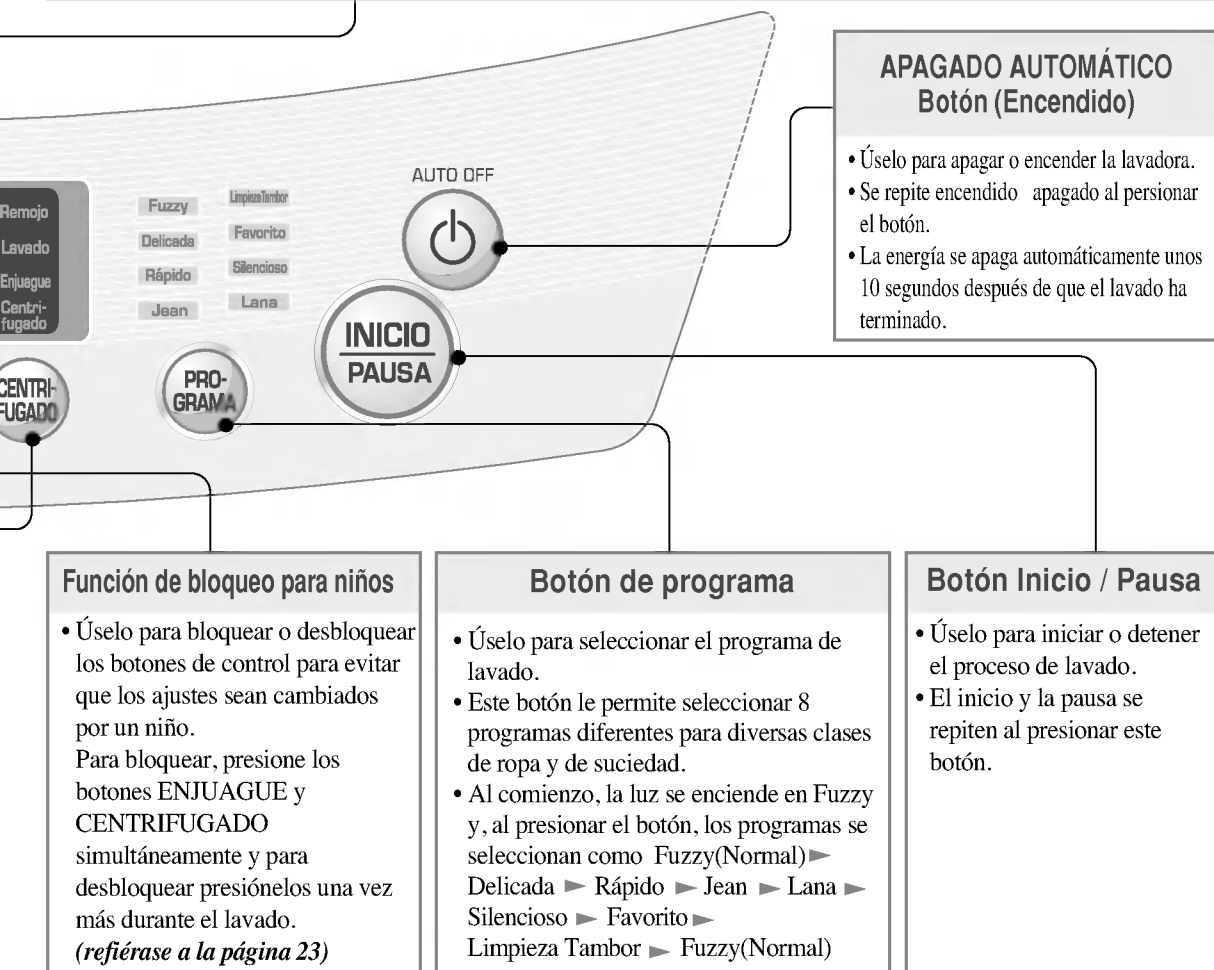 APAGADO AUTOMÁTICO
Botón (Encendido)
• Úselo para apagar o encender la lavadora.
• Se repite encendido apagado al persionar
el botón.
• La energía se apaga automáticamente unos
10 segundos después de que el lavado ha
terminado.
AUTO OFF
Remojo
Lavado
Enjuague
Centri-
fugado
Fuzzy
Delicada
Rápido
Jean
LimpiezaTambor
Favorito
Silencioso
Lana
INICIO
PAUSA
CENTRI-
FUGADO
PRO-
GRAMA
Función de bloqueo para niños
• Úselo para bloquear o desbloquear
los botones de control para evitar
que los ajustes sean cambiados
por un niño.
Para bloquear, presione los
botones ENJUAGUE y
CENTRIFUGADO
simultáneamente y para
desbloquear presiónelos una vez
más durante el lavado.
(refiérase a la página 23)
Botón de programa
• Úselo para seleccionar el programa de
lavado.
• Este botón le permite seleccionar 8
programas diferentes para diversas clases
de ropa y de suciedad.
• Al comienzo, la luz se enciende en Fuzzy
y, al presionar el botón, los programas se
seleccionan como Fuzzy(Normal) ►
Delicada ► Rápido ► Jean ► Lana ►
Silencioso ► Favorito ►
Limpieza Tambor ► Fuzzy(Normal)
Botón Inicio / Pausa
• Úselo para iniciar o detener
el proceso de lavado.
• El inicio y la pausa se
repiten al presionar este
botón.